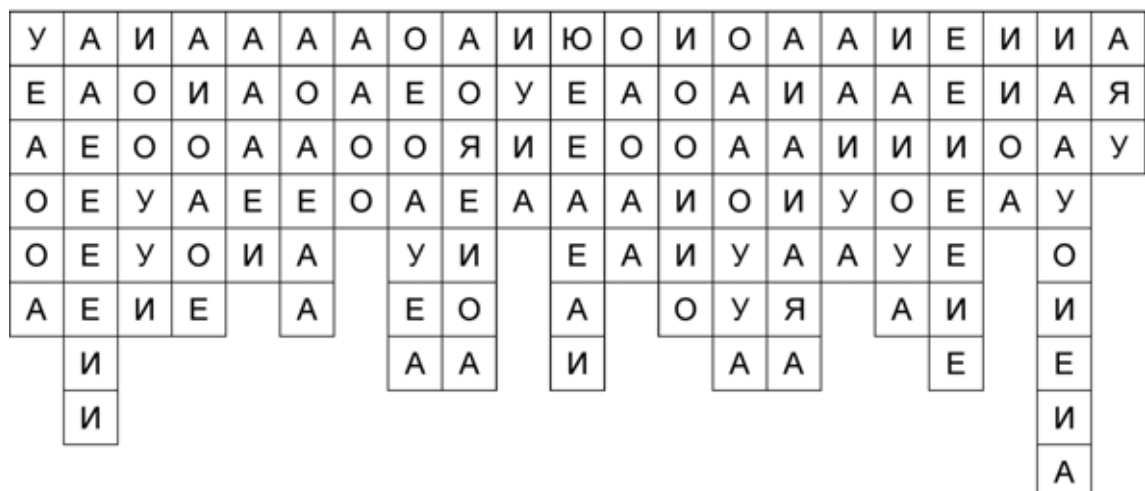 У А И А А А А О А И Ю О И О А А И Е И И А
Е А О И А О А Е О У Е А О А И А А Е И А Я
А Е О О А А О О Я И Е О О А А И И И О А У
О Е У А Е Е О А Е А А А И О И У О Е А У
О Е У О И А У И Е А И У А А У Е О
А Е И Е А Е О А О У Я А И И
И А А И А А Е Е
И И
А